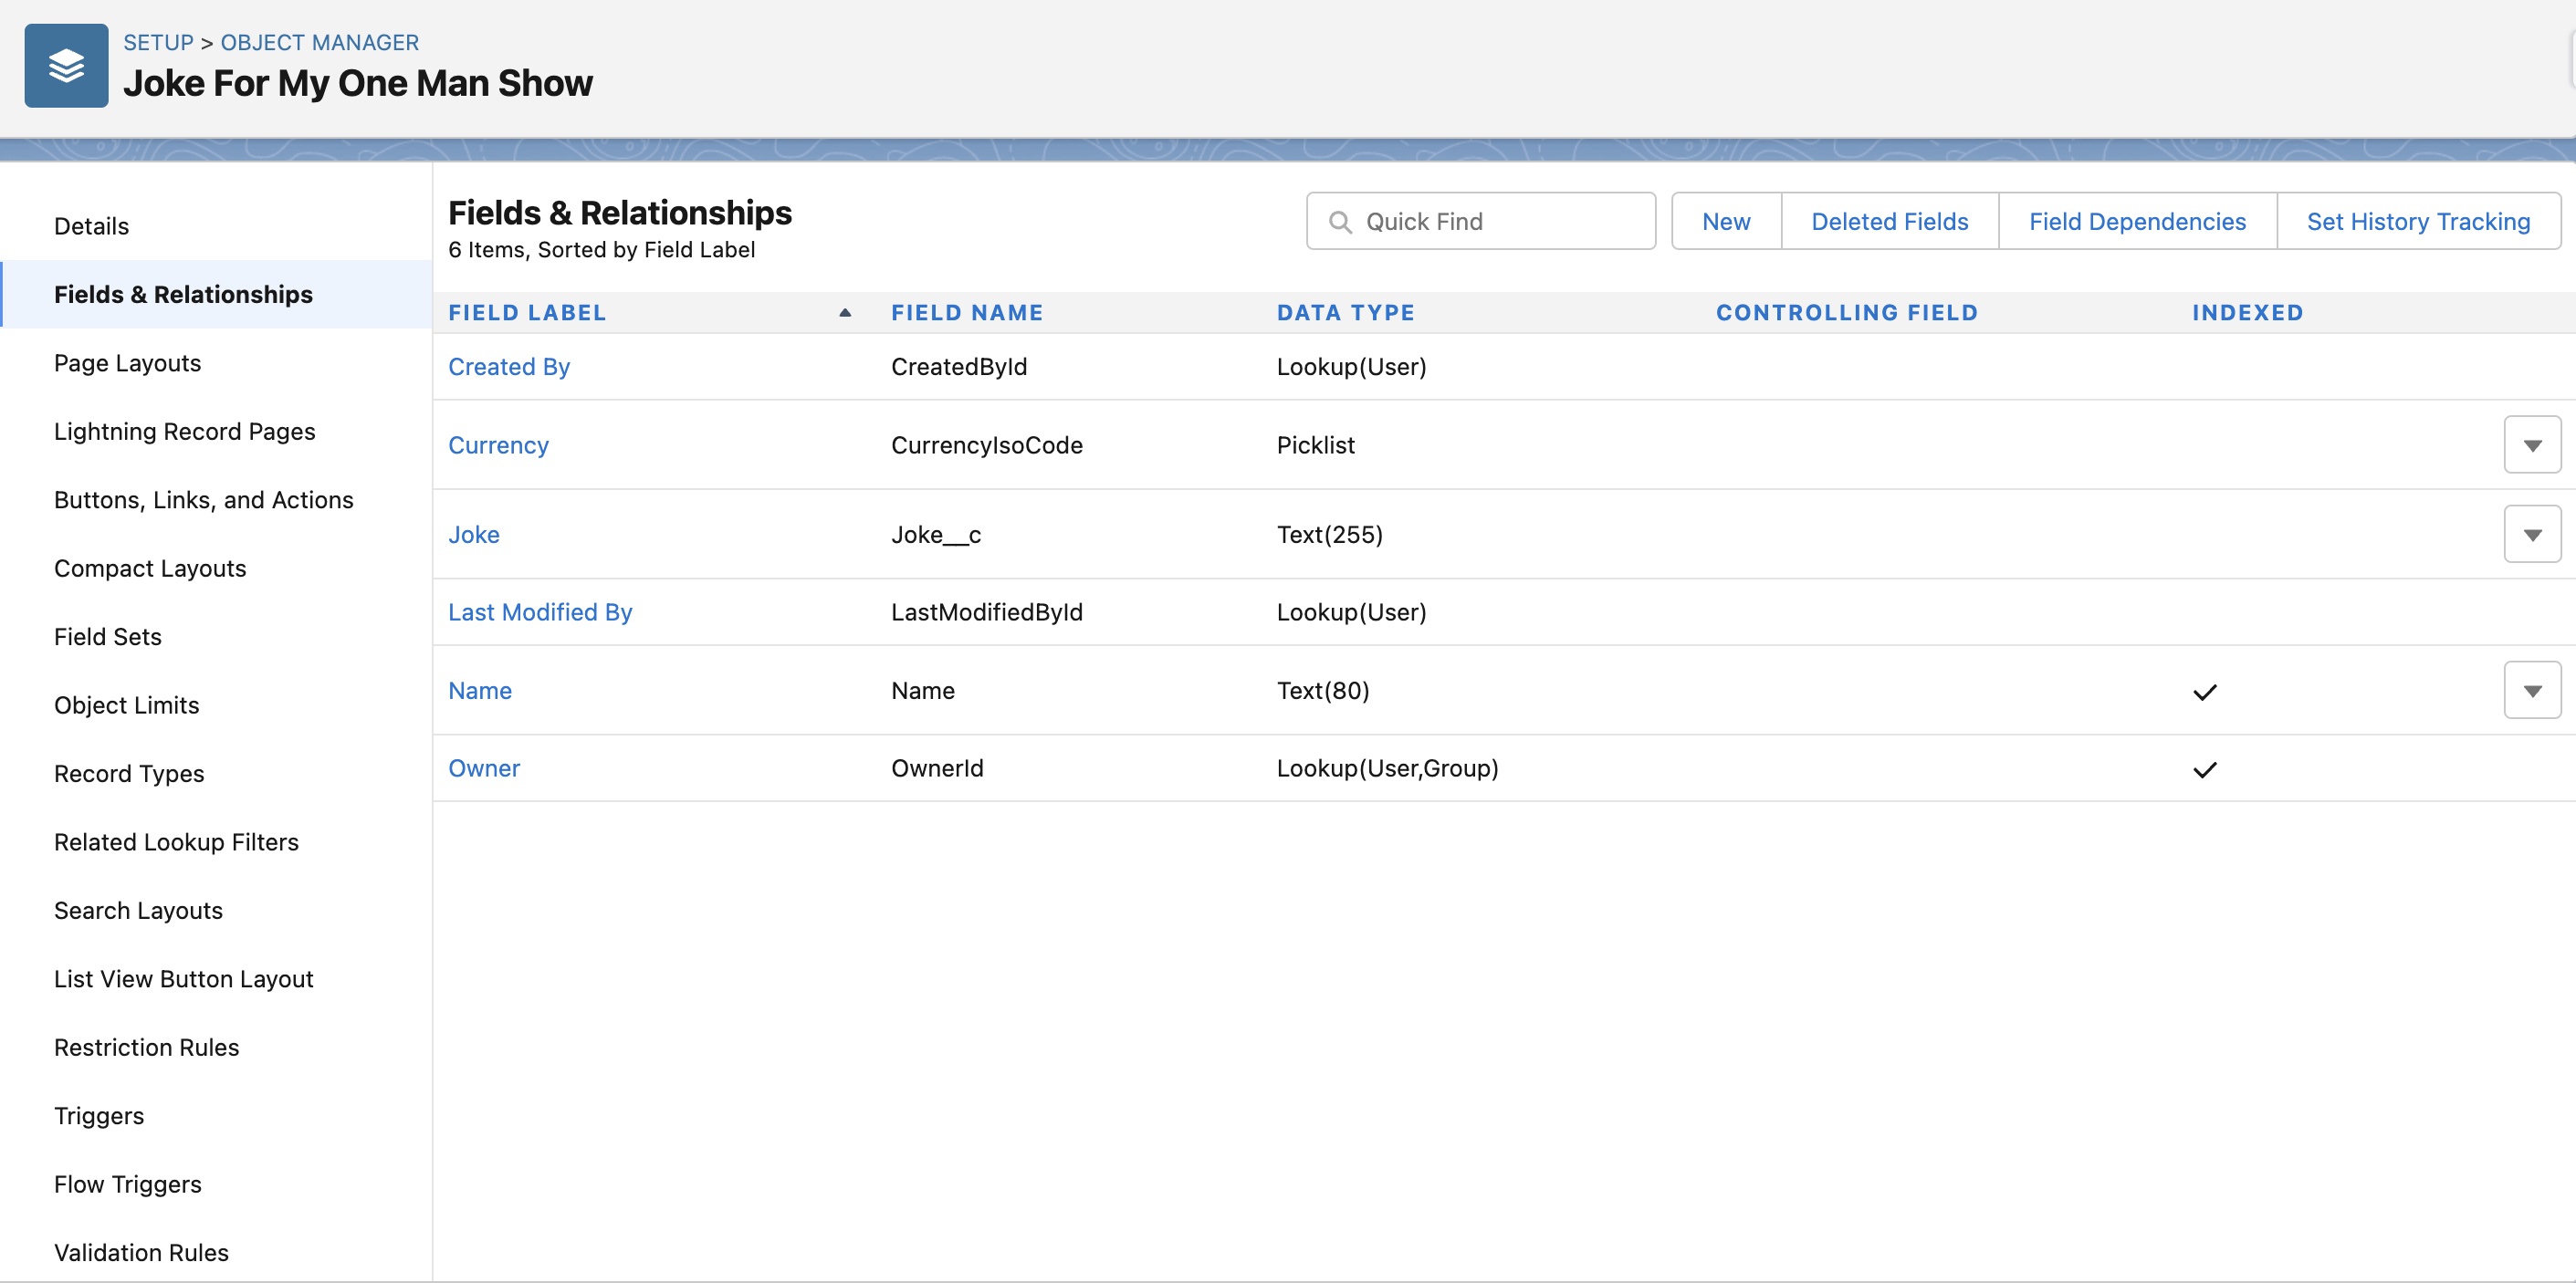 SETUP > OBJECT MANAGER
Joke For My One Man Show
Details
Fields & Relationships
Page Layouts
Lightning Record Pages
Buttons, Links, and Actions
Compact Layouts
Field Sets
Object Limits
Record Types
Related Lookup Filters
Search Layouts
List View Button Layout
Restriction Rules
Triggers
Flow Triggers
Validation Rules
Fields & Relationships
6 Items, Sorted by Field Label
Quick Find New Deleted Fields Field Dependencies Set History Tracking
FIELD LABEL FIELD NAME DATA TYPE CONTROLLING FIELD INDEXED
Created By CreatedById Lookup(User)
Currency CurrencyIsoCode Picklist
Joke Joke__c Text(255)
Last Modified By LastModifiedById Lookup(User)
Name Name Text(80)
Owner OwnerId Lookup(User,Group)